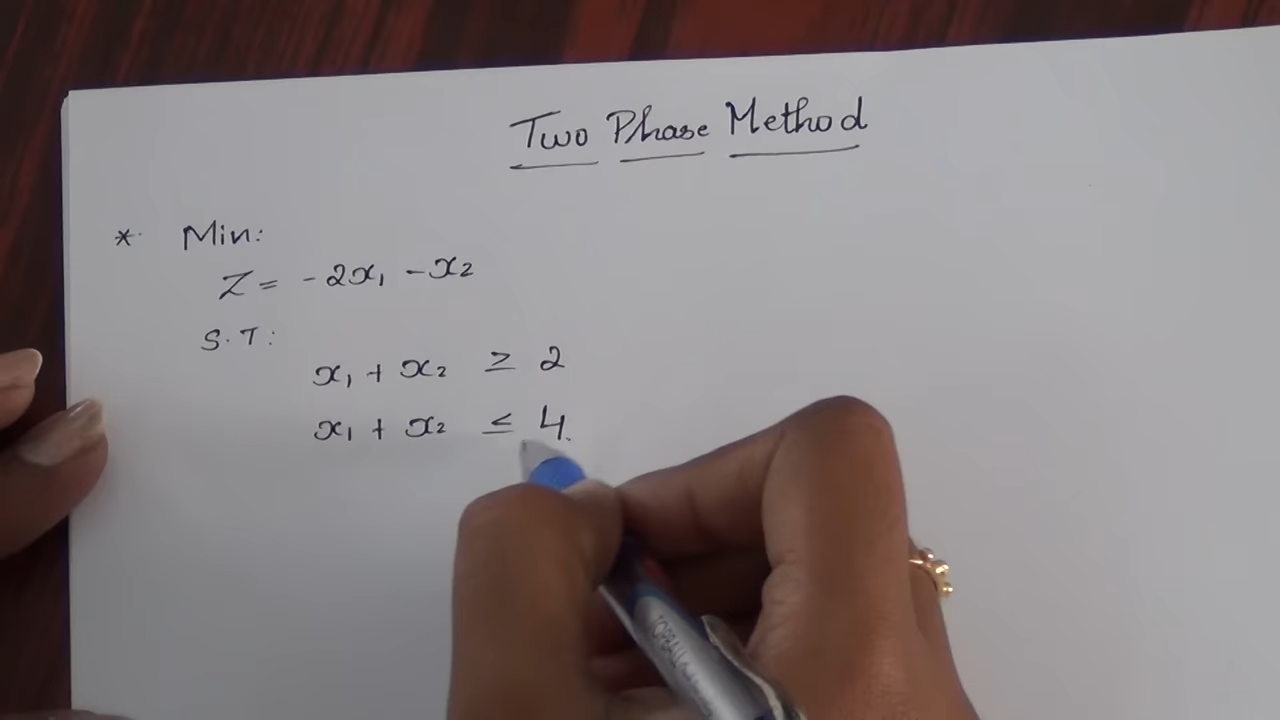 Two Phase Method
* Min:
Z = -2x₁ - x₂
S.T:
x₁ + x₂ ≥ 2
x₁ + x₂ ≤ 4